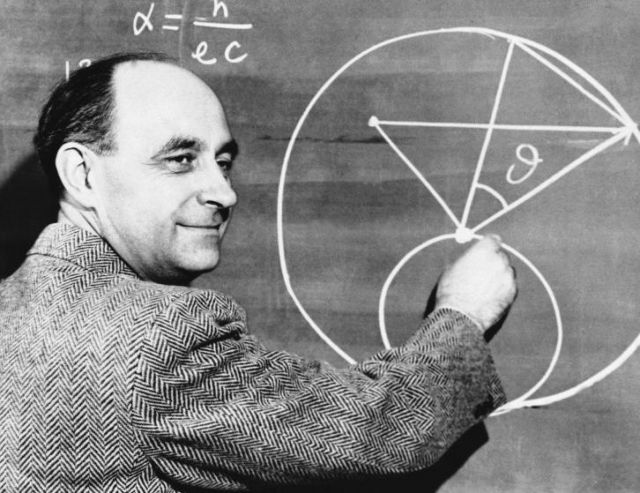 α = h
ec
ϑ